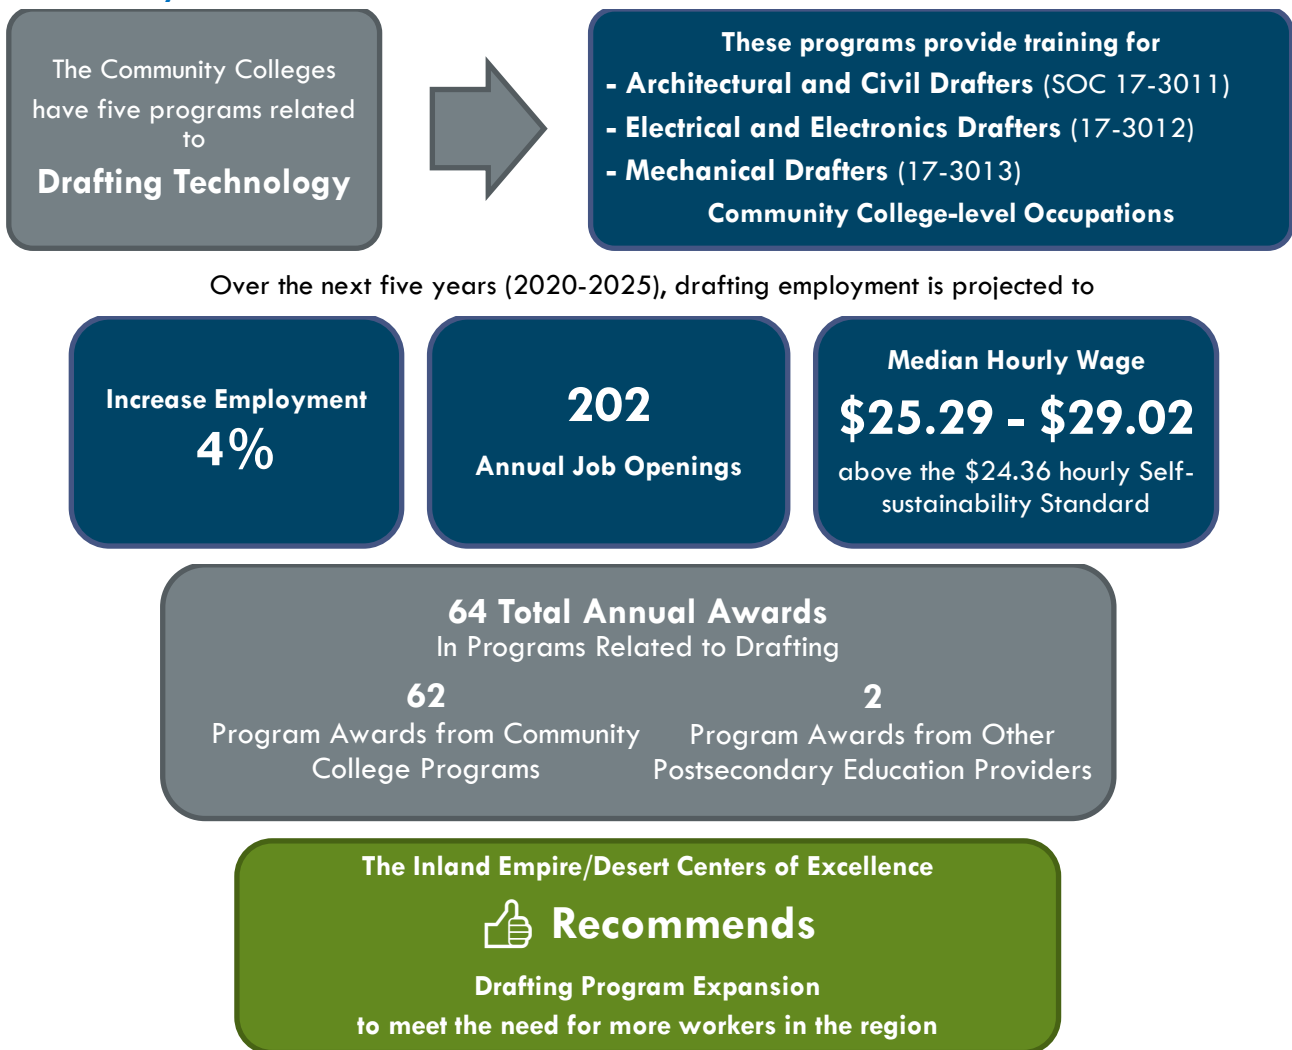 The Community Colleges
have five programs related
to
Drafting Technology
These programs provide training for
- Architectural and Civil Drafters (SOC 17-3011)
- Electrical and Electronics Drafters (17-3012)
- Mechanical Drafters (17-3013)
Community College-level Occupations
Over the next five years (2020-2025), drafting employment is projected to
Increase Employment
4%
202
Annual Job Openings
Median Hourly Wage
$25.29 - $29.02
above the $24.36 hourly Self-
sustainability Standard
64 Total Annual Awards
In Programs Related to Drafting
62
Program Awards from Community
College Programs
2
Program Awards from Other
Postsecondary Education Providers
The Inland Empire/Desert Centers of Excellence
Recommends
Drafting Program Expansion
to meet the need for more workers in the region